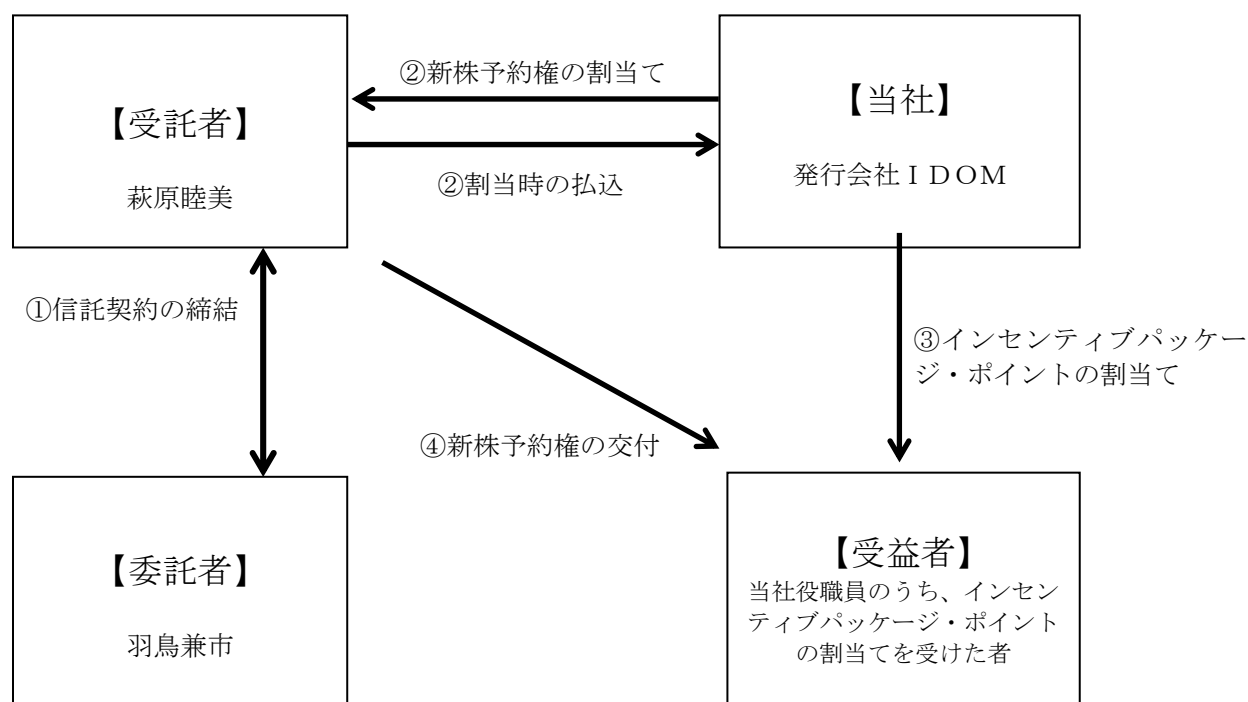 ②新株予約権の割当て
【受託者】
萩原睦美
②割当時の払込
【当社】
発行会社ＩＤＯＭ
①信託契約の締結
③インセンティブパッケー
ジ・ポイントの割当て
④新株予約権の交付
【委託者】
羽鳥兼市
【受益者】
当社役職員のうち、インセン
ティブパッケージ・ポイント
の割当てを受けた者